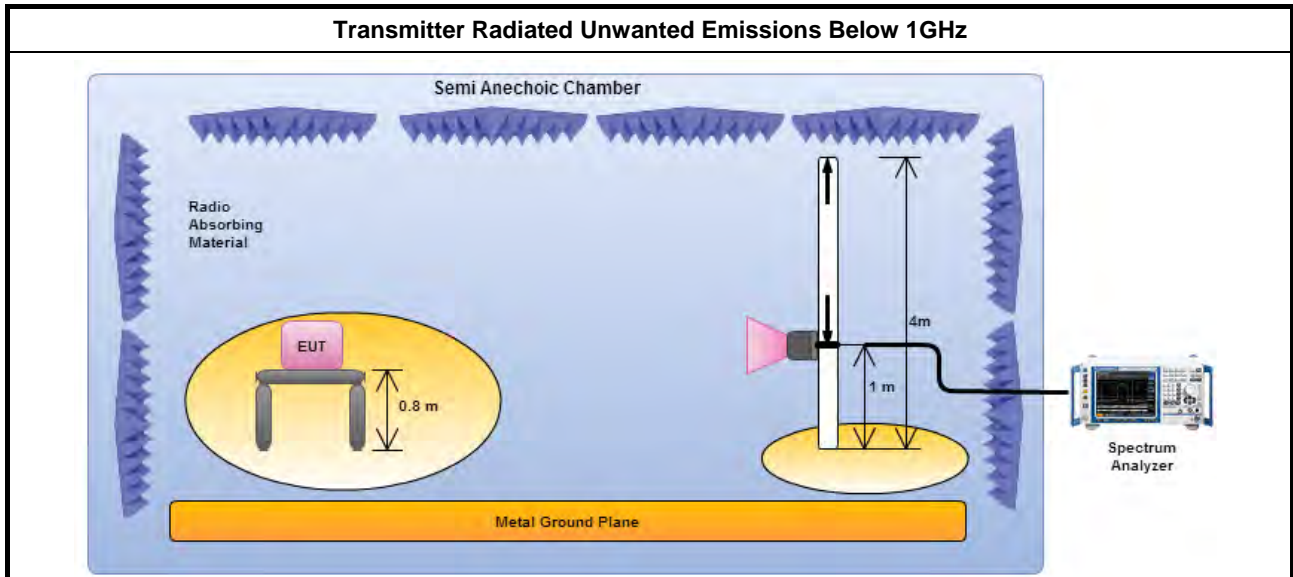 Transmitter Radiated Unwanted Emissions Below 1GHz
Semi Anechoic Chamber
Radio
Absorbing
Material
EUT
0.8 m
4m
1 m
Spectrum
Analyzer
Metal Ground Plane